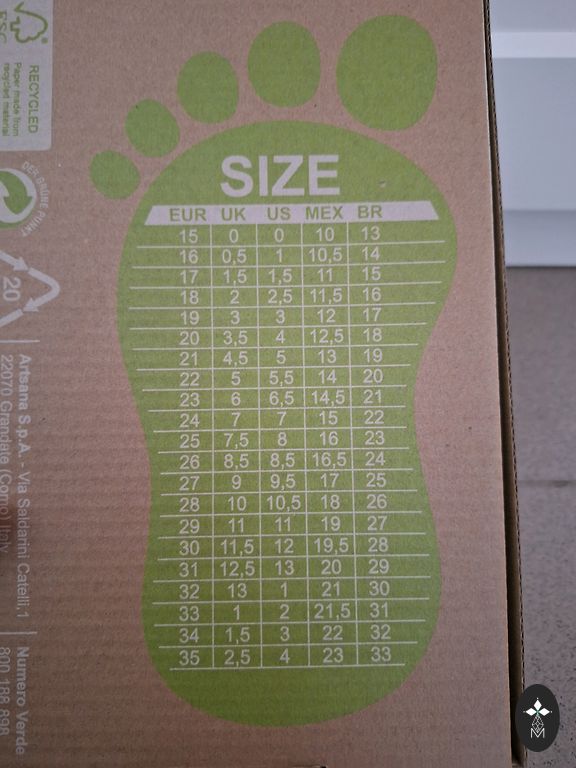 FSC
RECYCLED
Paper made from
recycled material
DER GRÜNE PUNKT
20
Artsana S.p.A. - Via Saldarini Catelli, 1
22070 Grandate (Como) Italy
Numero Verde
800 188 898
SIZE
EUR UK US MEX BR
15 0 0 10 13
16 0,5 1 10,5 14
17 1,5 1,5 11 15
18 2 2,5 11,5 16
19 3 3 12 17
20 3,5 4 12,5 18
21 4,5 5 13 19
22 5 5,5 14 20
23 6 6,5 14,5 21
24 7 7 15 22
25 7,5 8 16 23
26 8,5 8,5 16,5 24
27 9 9,5 17 25
28 10 10,5 18 26
29 11 11 19 27
30 11,5 12 19,5 28
31 12,5 13 20 29
32 13 1 21 30
33 1 2 21,5 31
34 1,5 3 22 32
35 2,5 4 23 33
M